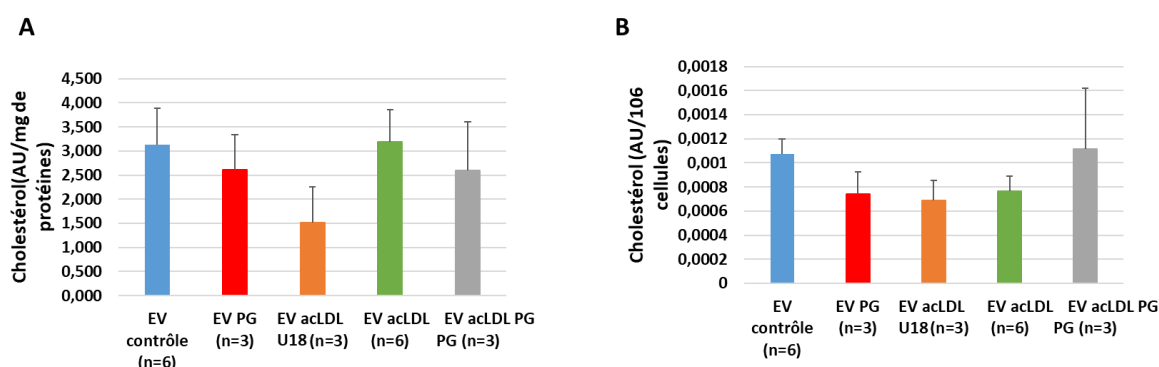 A
Cholestérol(AU/mg de
protéines)
4,500
4,000
3,500
3,000
2,500
2,000
1,500
1,000
0,500
0,000
EV
contrôle
(n=6)
EV PG
(n=3)
EV acLDL
U18 (n=3)
EV acLDL
(n=6)
EV acLDL PG
PG (n=3)
B
Cholestérol (AU/106
cellules)
0,0018
0,0016
0,0014
0,0012
0,001
0,0008
0,0006
0,0004
0,0002
0
EV
contrôle
(n=6)
EV PG
(n=3)
EV acLDL
U18 (n=3)
EV acLDL
(n=6)
EV acLDL PG
PG (n=3)